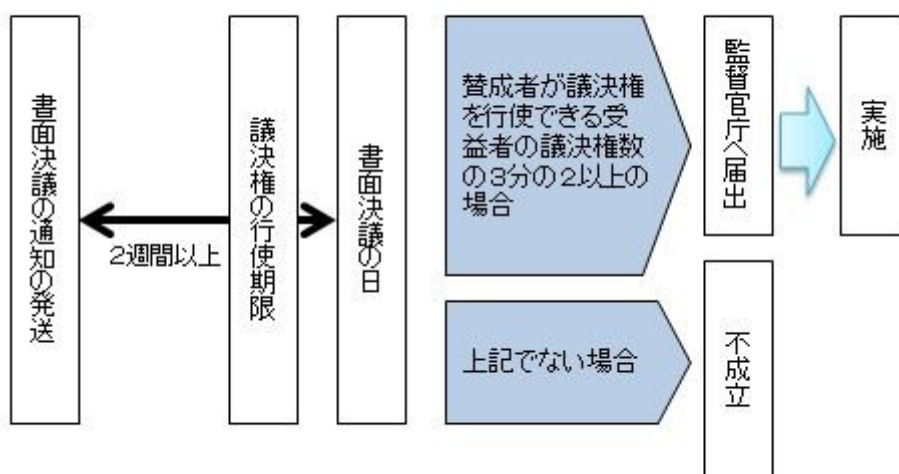 書面決議の通知の発送
2週間以上
議決権の行使期限
書面決議の日
賛成者が議決権
を行使できる受
益者の議決権数
の3分の2以上の
場合
監督官庁へ届出
実施
上記でない場合
不成立